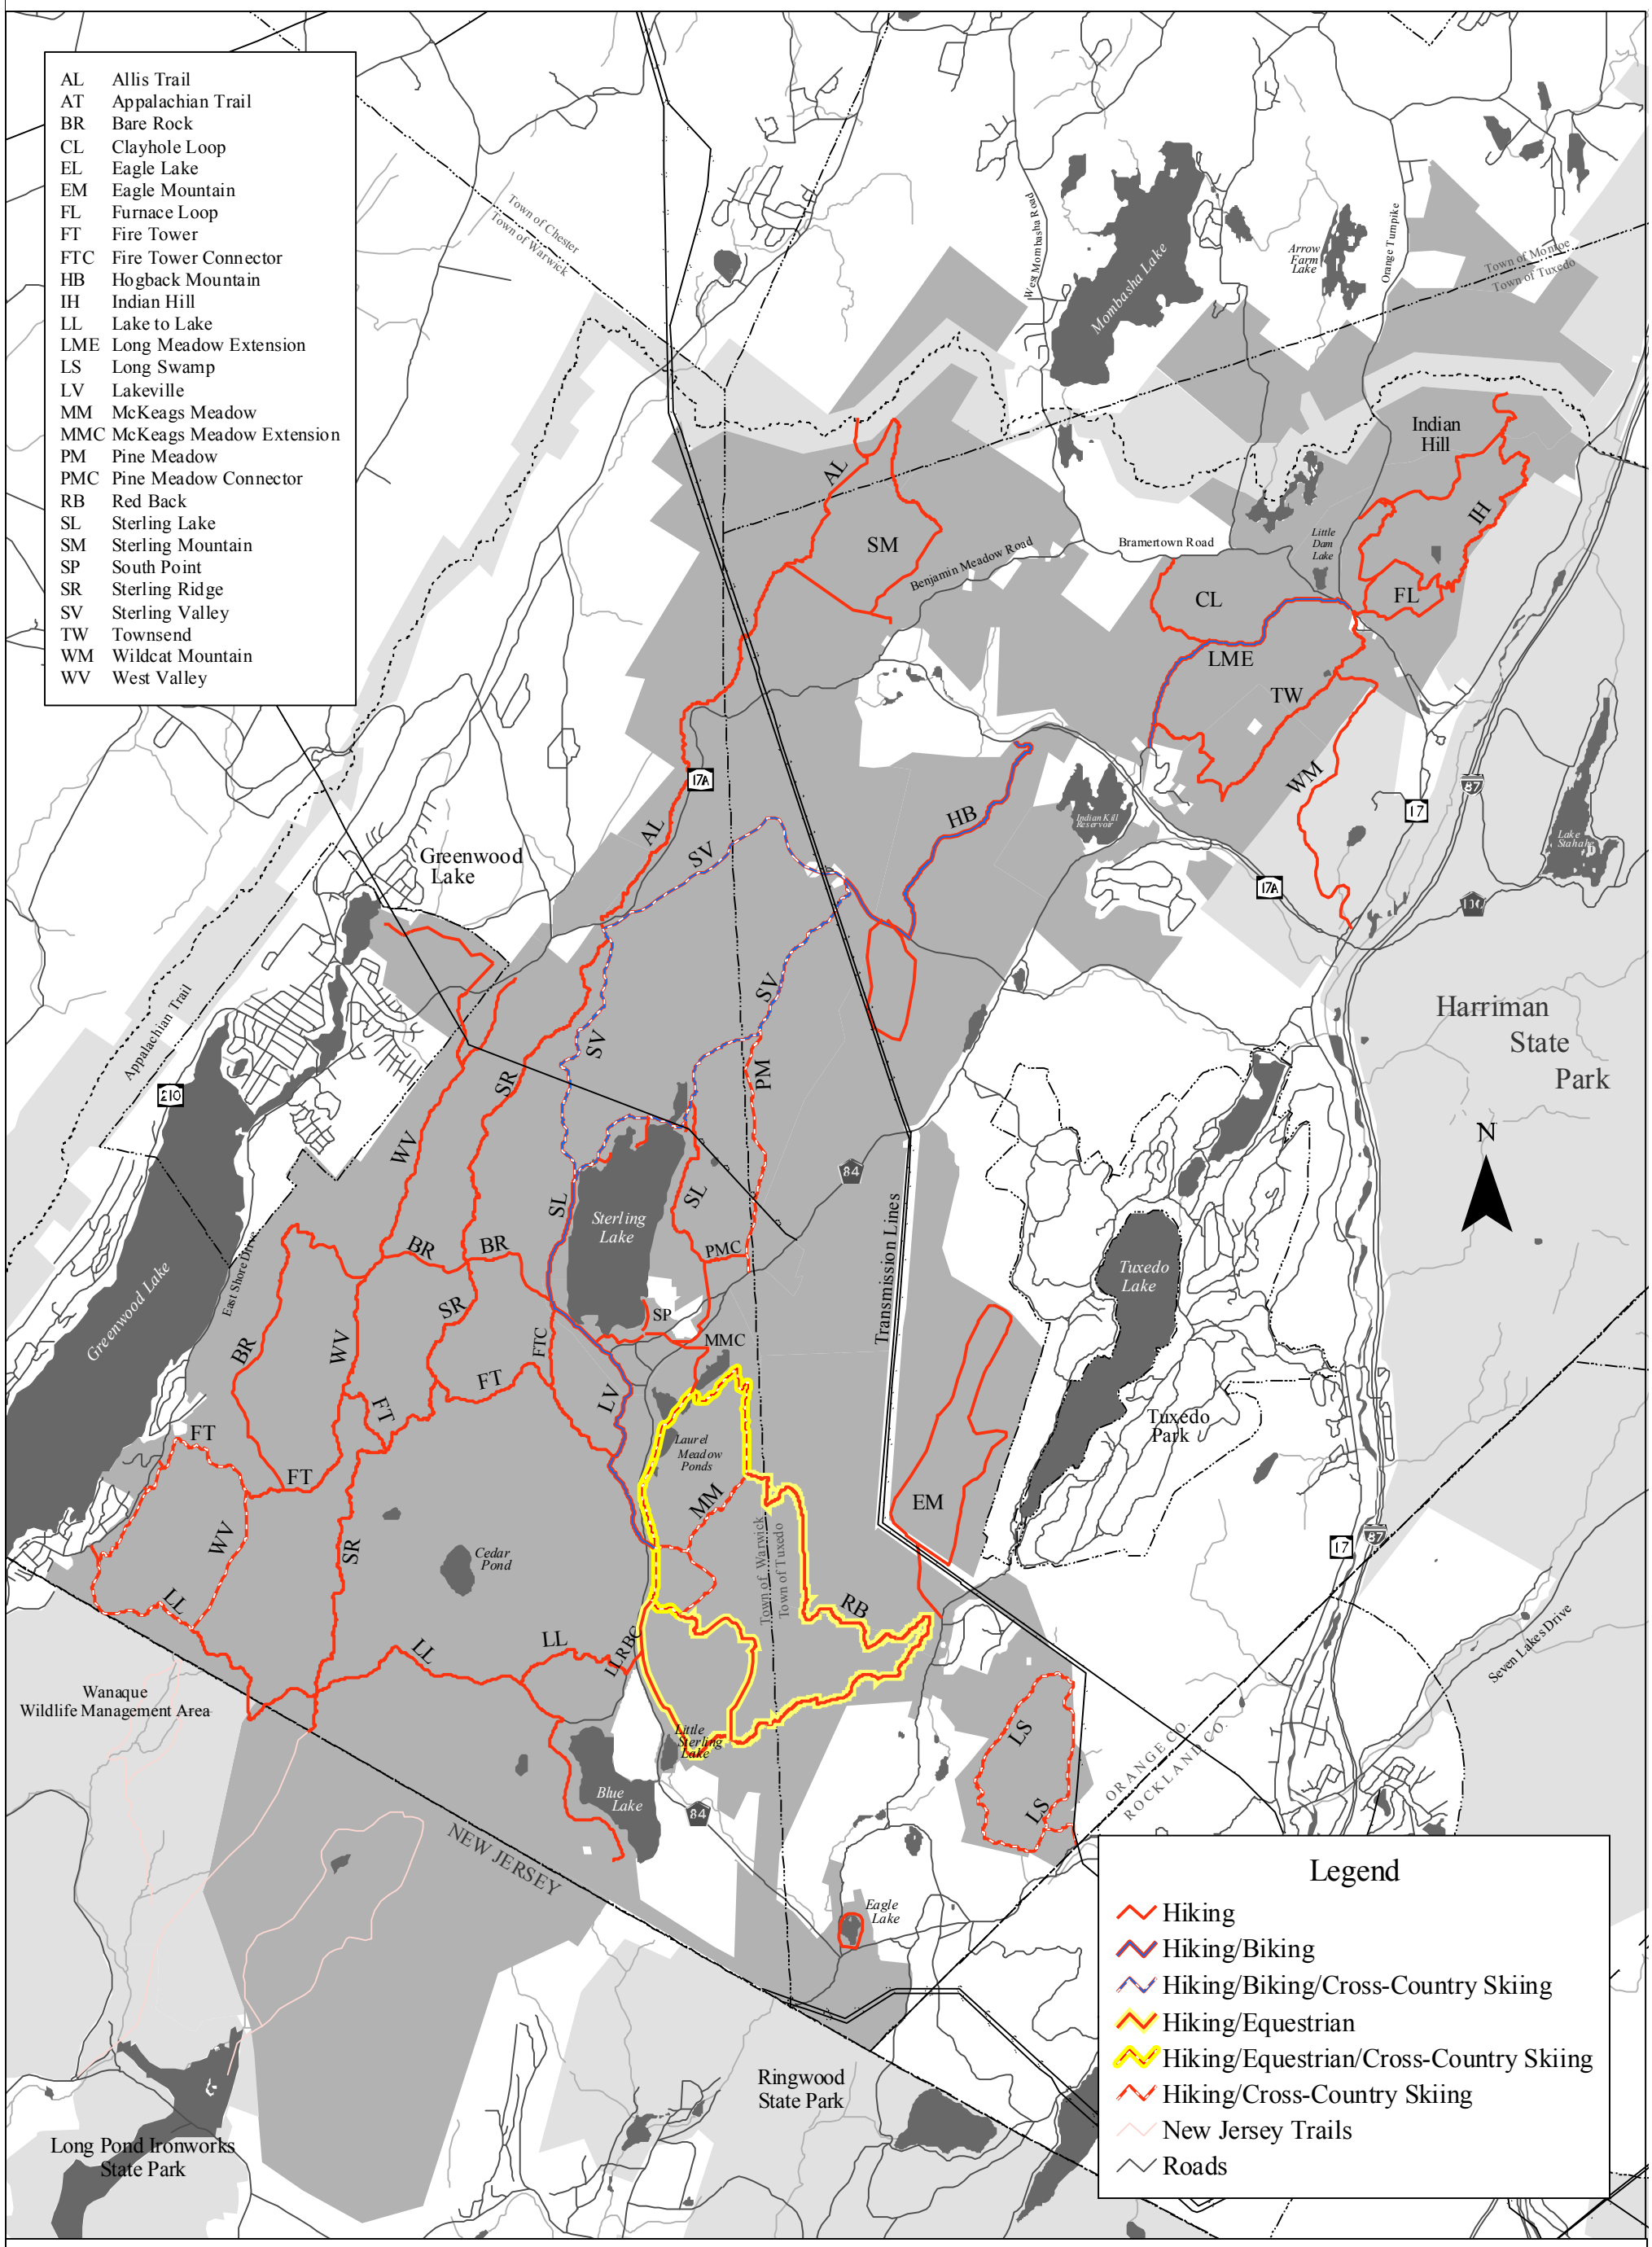 AL Allis Trail
AT Appalachian Trail
BR Bare Rock
CL Clayhole Loop
EL Eagle Lake
EM Eagle Mountain
FL Furnace Loop
FT Fire Tower
FTC Fire Tower Connector
HB Hogback Mountain
IH Indian Hill
LL Lake to Lake
LME Long Meadow Extension
LS Long Swamp
LV Lakeville
MM McKeags Meadow
MMC McKeags Meadow Extension
PM Pine Meadow
PMC Pine Meadow Connector
RB Red Back
SL Sterling Lake
SM Sterling Mountain
SP South Point
SR Sterling Ridge
SV Sterling Valley
TW Townsend
WM Wildcat Mountain
WV West Valley
Town of Chester
Town of Warwick
West Mombasha Road
Mombasha Lake
Arrow
Farm
Lake
Orange Turnpike
Town of Monroe
Town of Tuxedo
Indian
Hill
AL
SM
IH
Benjamin Meadow Road
Bramertown Road
Little
Dam
Lake
CL
FL
LME
TW
WM
17A
17
87
HB
Indian Kill
Reservoir
Lake
Stahahe
AL
SV
Greenwood
Lake
17A
106
Appalachian Trail
SV
SV
PM
SR
210
WV
Harriman
State
Park
N
84
SL
SL
Sterling
Lake
Transmission Lines
BR
BR
PMC
East Shore Drive
Greenwood Lake
Tuxedo
Lake
SR
SP
MMC
BR
WV
FTC
FT
FT
LV
FT
FT
Laurel
Meadow
Ponds
Tuxedo
Park
MM
EM
WV
SR
Cedar
Pond
Town of Warwick
Town of Tuxedo
17
87
LL
RB
LL
LL
LLRBC
Seven Lakes Drive
Wanaque
Wildlife Management Area
Little
Sterling
Lake
LS
ORANGE CO.
ROCKLAND CO.
Blue
Lake
84
LS
NEW JERSEY
Eagle
Lake
Ringwood
State Park
Long Pond Ironworks
State Park
Legend
Hiking
Hiking/Biking
Hiking/Biking/Cross-Country Skiing
Hiking/Equestrian
Hiking/Equestrian/Cross-Country Skiing
Hiking/Cross-Country Skiing
New Jersey Trails
Roads